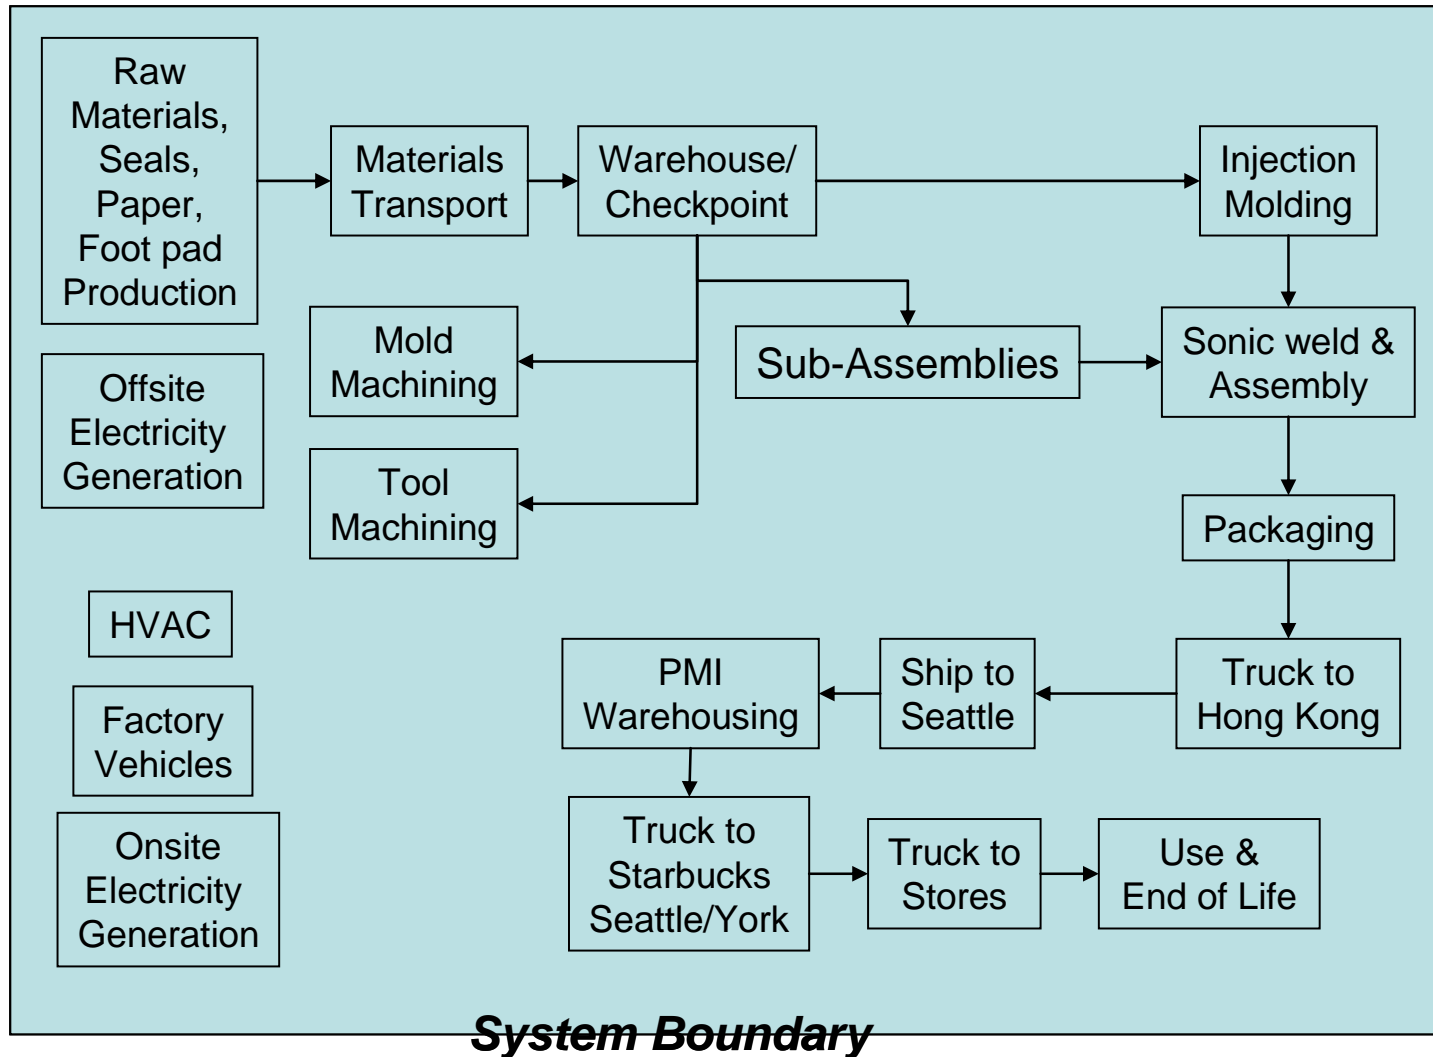 Raw
Materials,
Seals,
Paper,
Foot pad
Production
Materials
Transport
Warehouse/
Checkpoint
Injection
Molding
Mold
Machining
Sub-Assemblies
Sonic weld &
Assembly
Offsite
Electricity
Generation
Tool
Machining
Packaging
HVAC
PMI
Warehousing
Ship to
Seattle
Truck to
Hong Kong
Factory
Vehicles
Onsite
Electricity
Generation
Truck to
Starbucks
Seattle/York
Truck to
Stores
Use &
End of Life
System Boundary